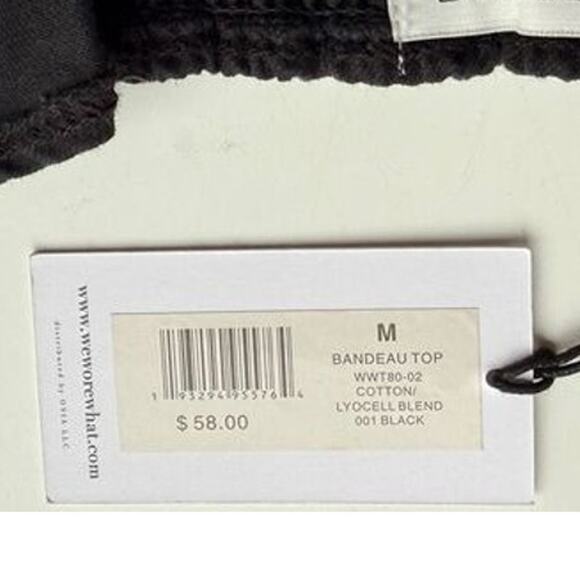 www.weworewhat.com
distributed by ONIA LLC
1 93294 95576 4
$ 58.00
M
BANDEAU TOP
WWT80-02
COTTON/
LYOCELL BLEND
001 BLACK